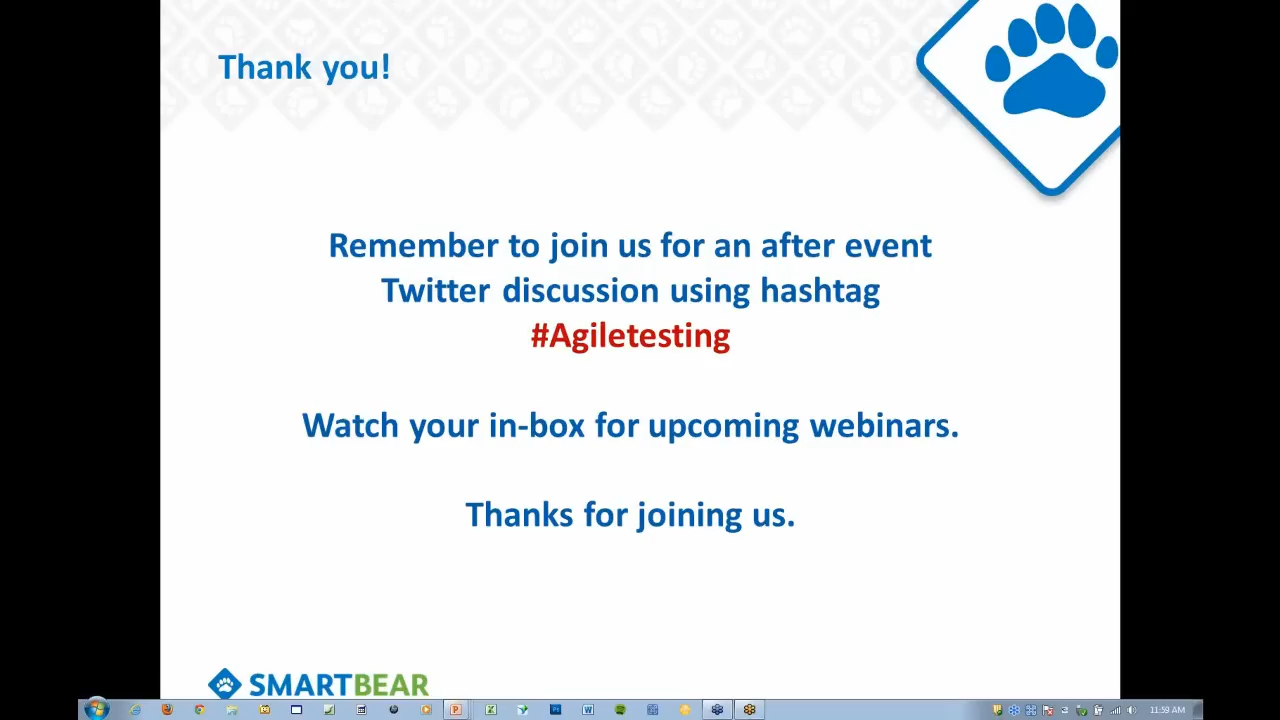 Thank you!
Remember to join us for an after event
Twitter discussion using hashtag
#Agiletesting
Watch your in-box for upcoming webinars.
Thanks for joining us.
SMARTBEAR
11:59 AM